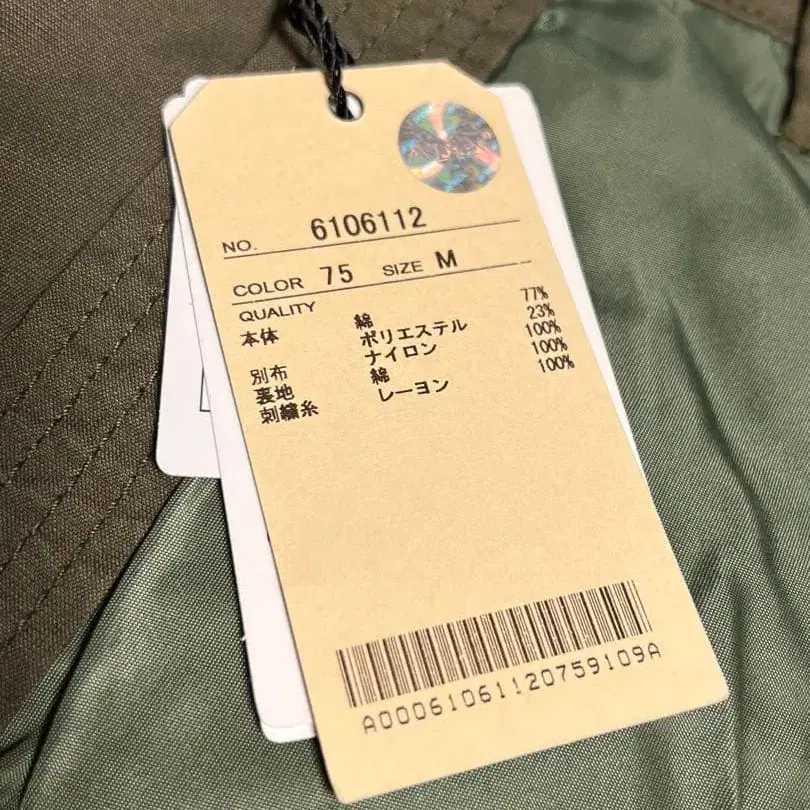 NO. 6106112
COLOR 75 SIZE M
QUALITY
本体 綿 77%
ポリエステル 23%
別布 ナイロン 100%
裏地 綿 100%
刺繍糸 レーヨン 100%
A000610611207591 09A